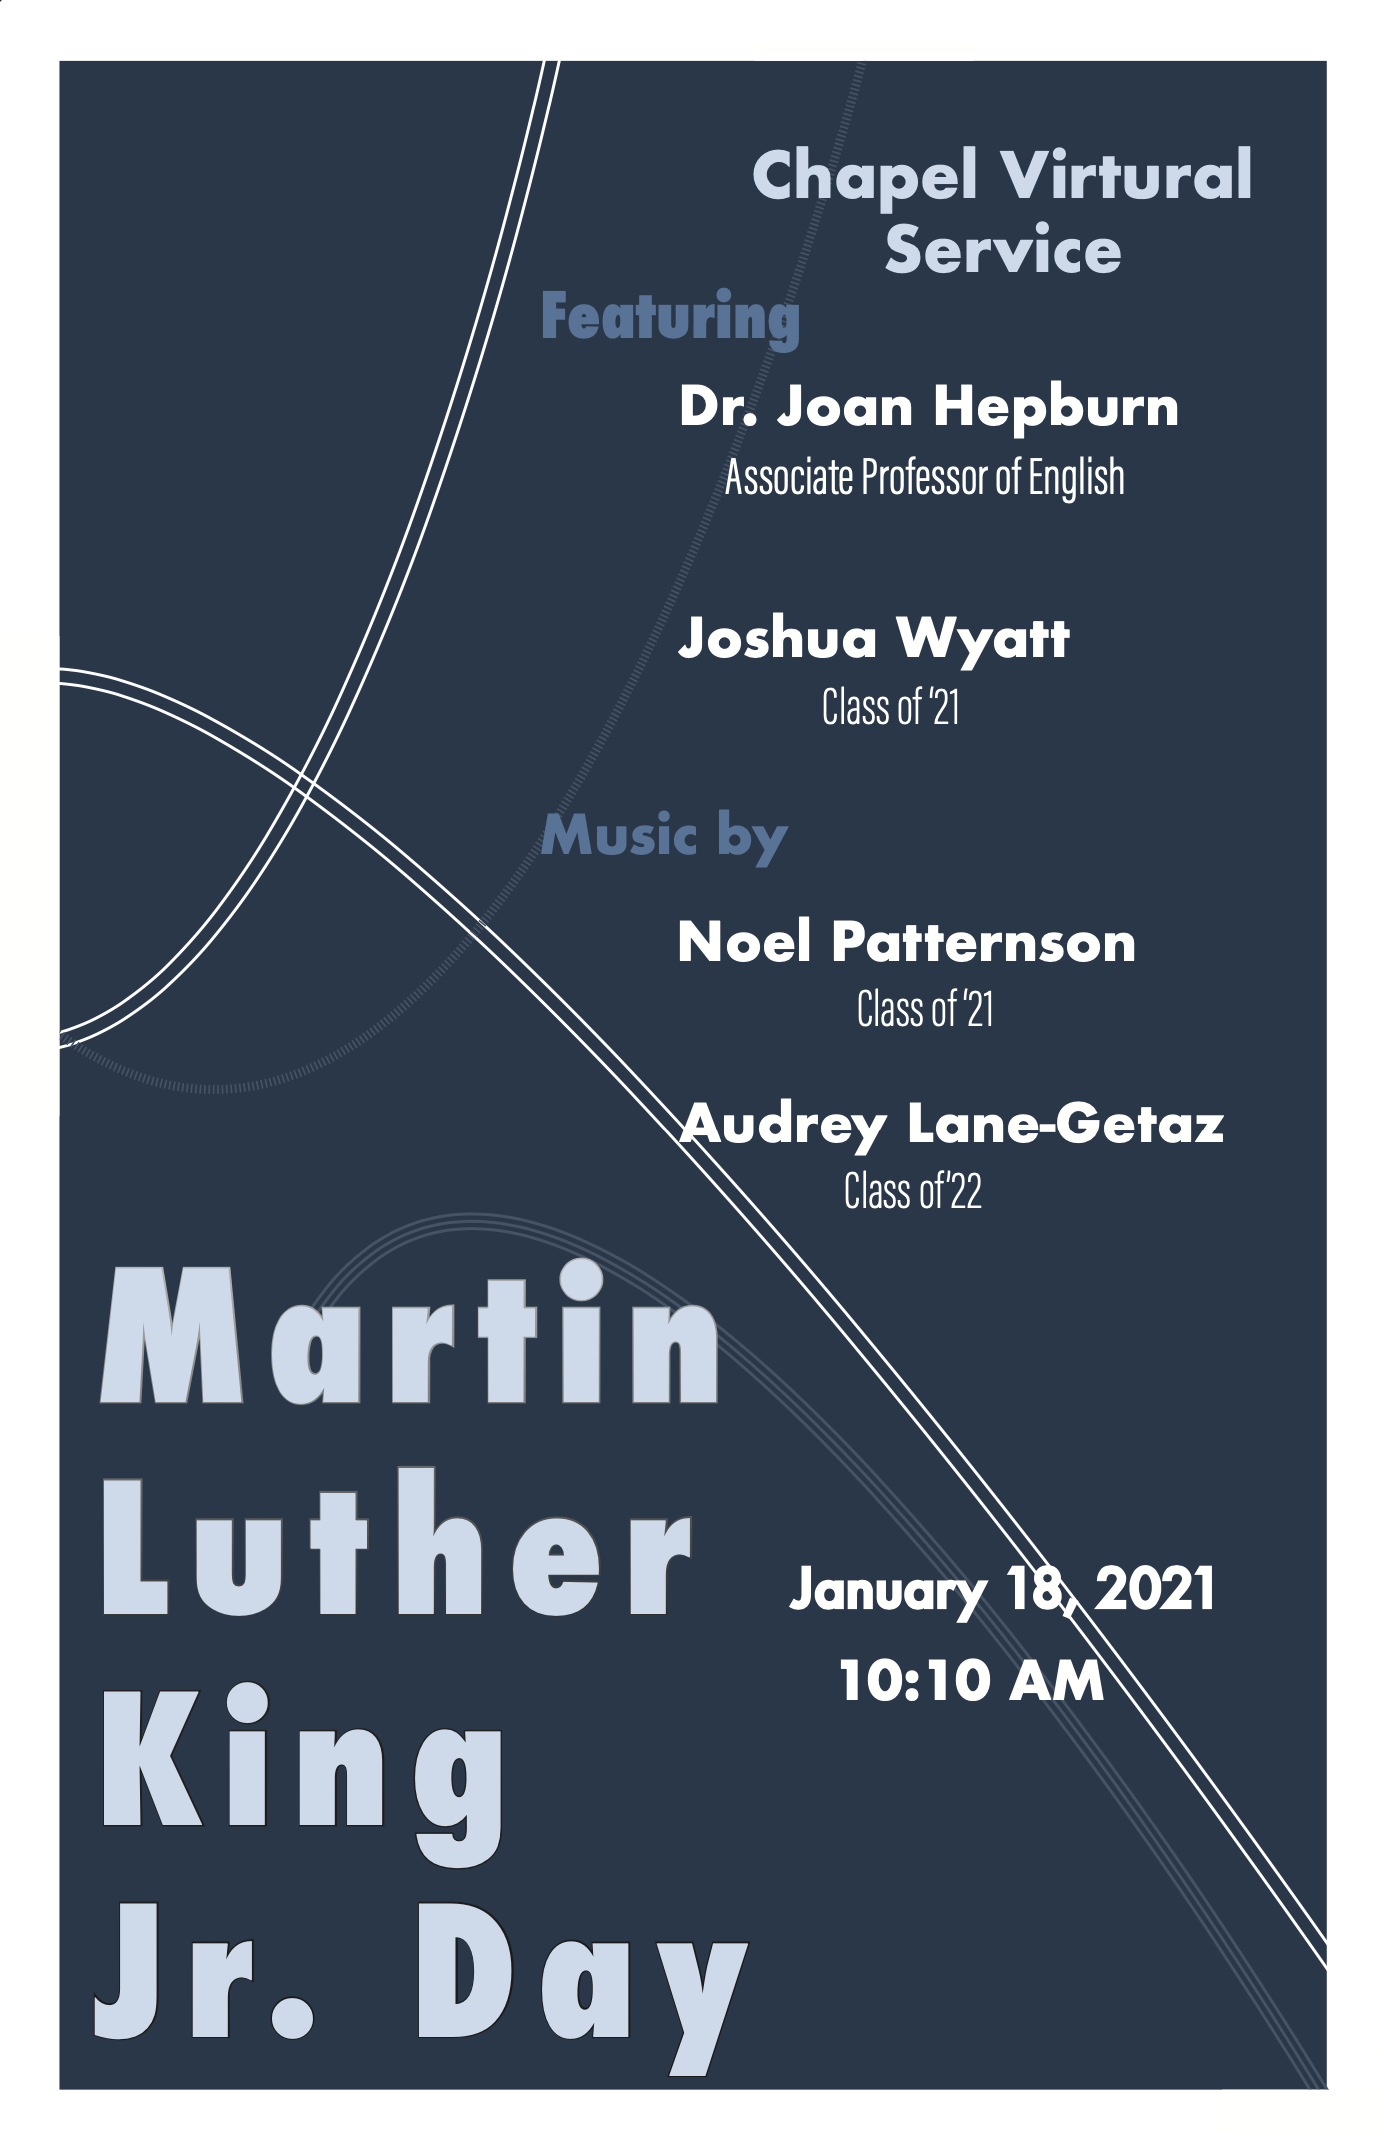 Chapel Virtural
Service
Featuring
Dr. Joan Hepburn
Associate Professor of English
Joshua Wyatt
Class of ‘21
Music by
Noel Patternson
Class of ‘21
Audrey Lane-Getaz
Class of’22
Martin
Luther
King
Jr. Day
January 18, 2021
10:10 AM